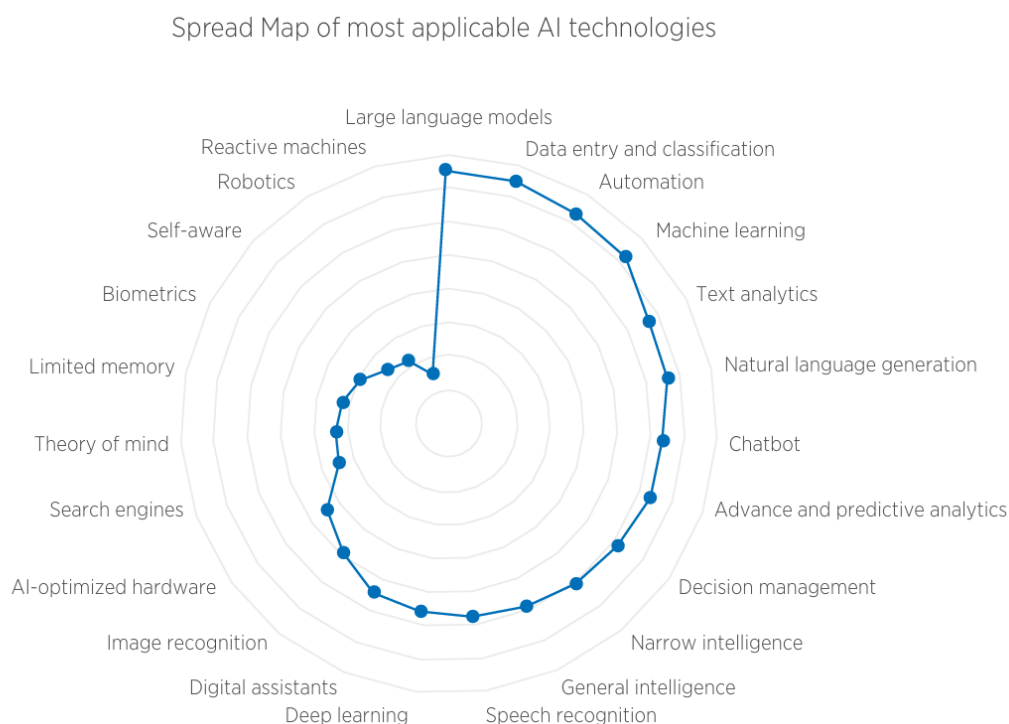 Spread Map of most applicable AI technologies
Large language models
Data entry and classification
Automation
Machine learning
Text analytics
Natural language generation
Chatbot
Advance and predictive analytics
Decision management
Narrow intelligence
General intelligence
Speech recognition
Deep learning
Digital assistants
Image recognition
AI-optimized hardware
Search engines
Theory of mind
Limited memory
Biometrics
Self-aware
Robotics
Reactive machines